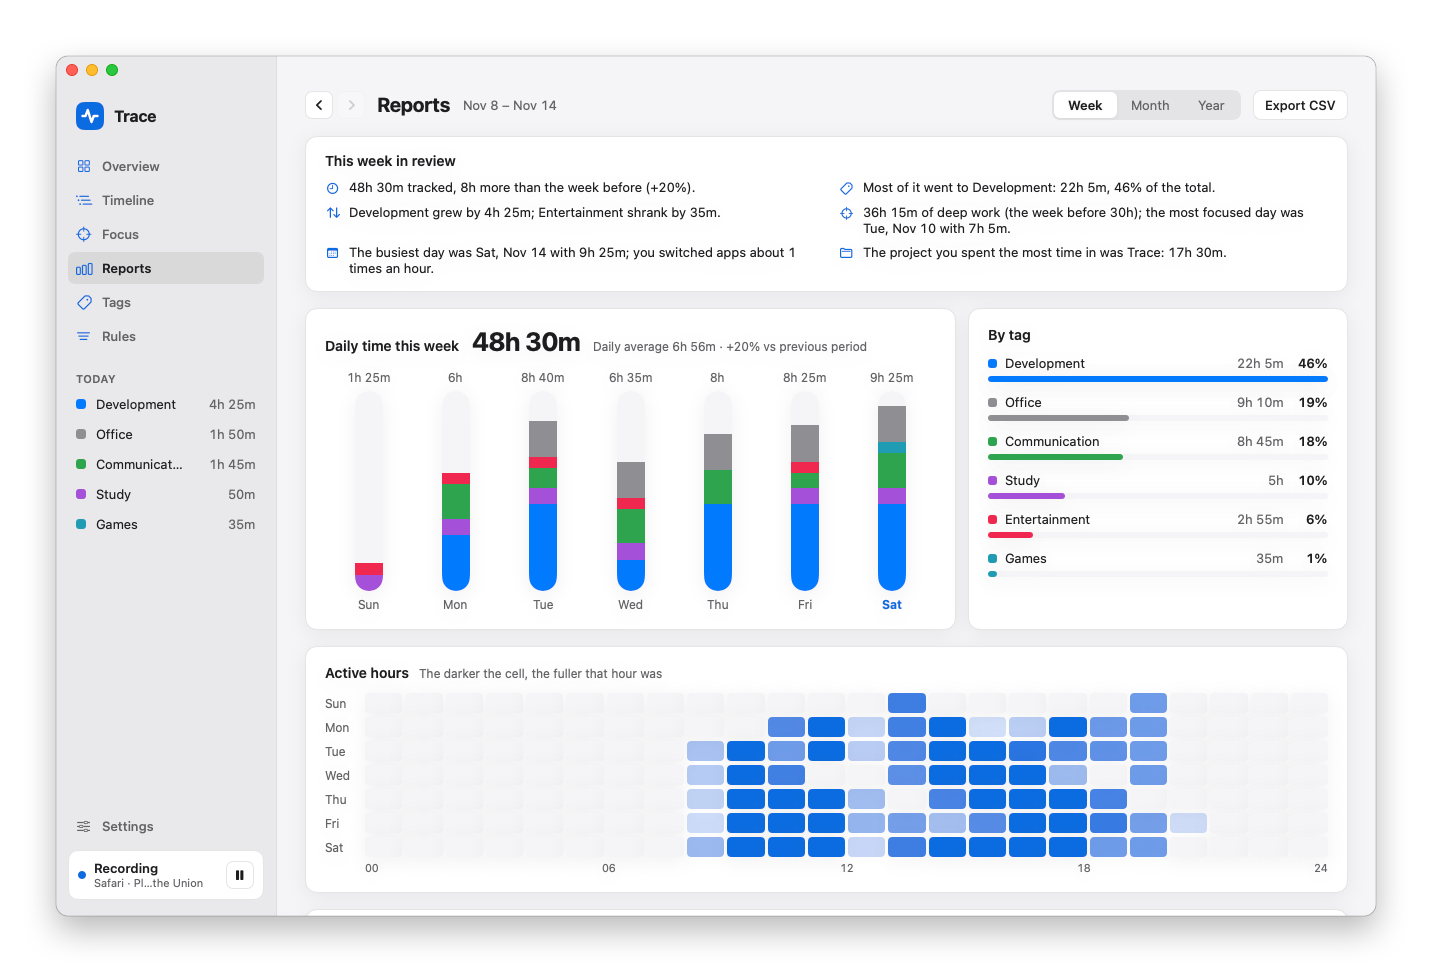 Trace
Overview
Timeline
Focus
Reports
Tags
Rules
TODAY
Development 4h 25m
Office 1h 50m
Communicat... 1h 45m
Study 50m
Games 35m
Settings
Recording
Safari · Pl...the Union
Reports Nov 8 – Nov 14
Week Month Year Export CSV
This week in review
48h 30m tracked, 8h more than the week before (+20%).
Most of it went to Development: 22h 5m, 46% of the total.
Development grew by 4h 25m; Entertainment shrank by 35m.
36h 15m of deep work (the week before 30h); the most focused day was
Tue, Nov 10 with 7h 5m.
The busiest day was Sat, Nov 14 with 9h 25m; you switched apps about 1
times an hour.
The project you spent the most time in was Trace: 17h 30m.
Daily time this week 48h 30m Daily average 6h 56m · +20% vs previous period
1h 25m 6h 8h 40m 6h 35m 8h 8h 25m 9h 25m
Sun Mon Tue Wed Thu Fri Sat
By tag
Development 22h 5m 46%
Office 9h 10m 19%
Communication 8h 45m 18%
Study 5h 10%
Entertainment 2h 55m 6%
Games 35m 1%
Active hours The darker the cell, the fuller that hour was
Sun
Mon
Tue
Wed
Thu
Fri
Sat
00 06 12 18 24